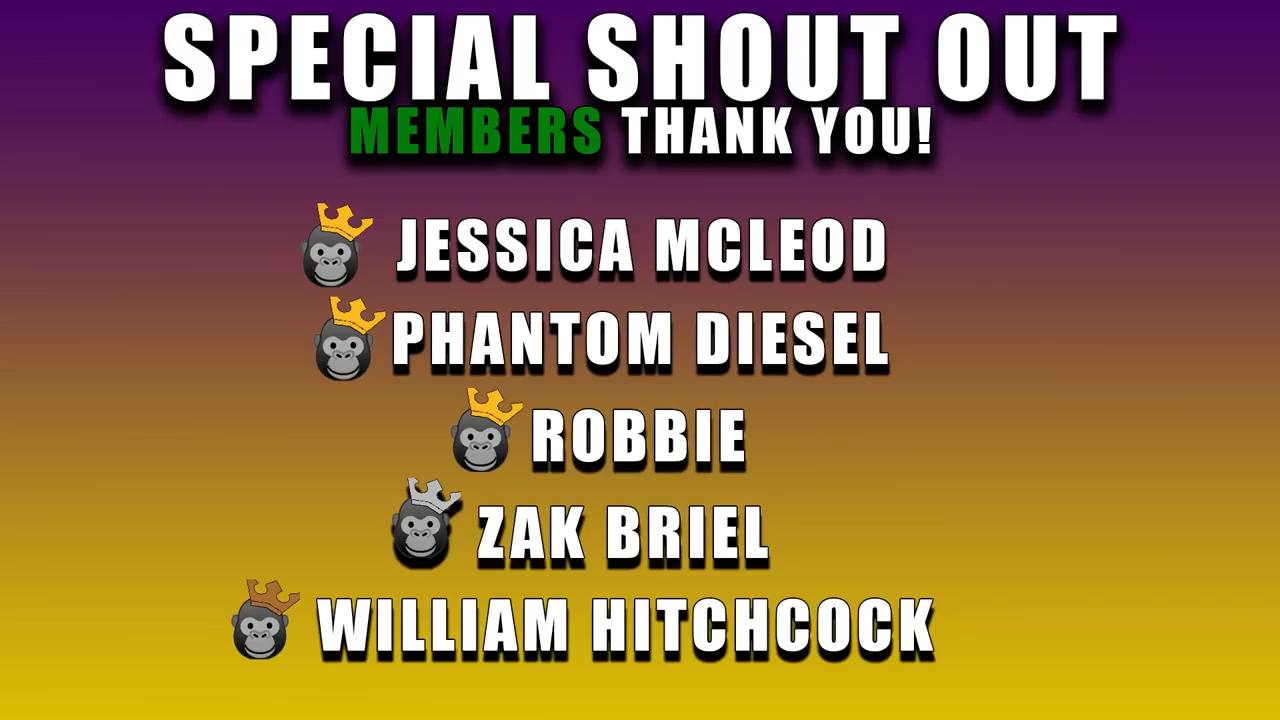 SPECIAL SHOUT OUT
MEMBERS THANK YOU!
JESSICA MCLEOD
PHANTOM DIESEL
ROBBIE
ZAK BRIEL
WILLIAM HITCHCOCK